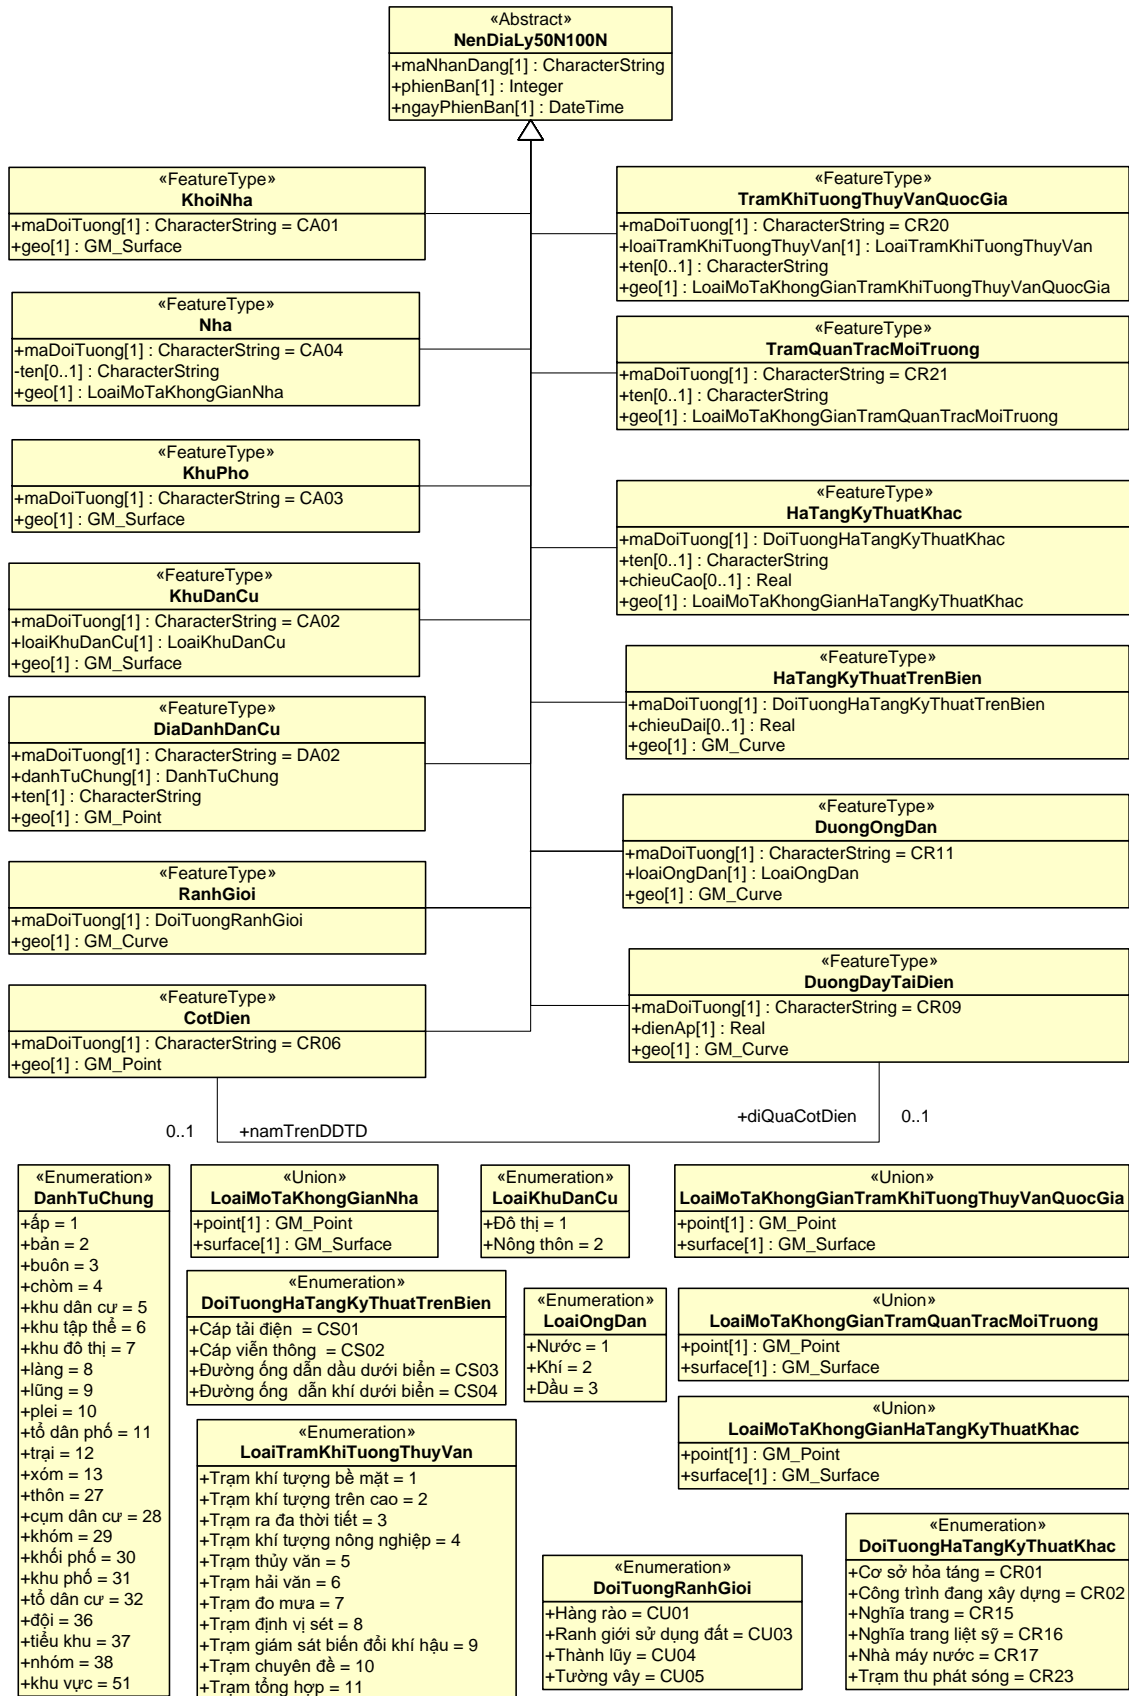 «Abstract»
NenDiaLy50N100N
+maNhanDang[1] : CharacterString
+phienBan[1] : Integer
+ngayPhienBan[1] : DateTime
«FeatureType»
KhoiNha
+maDoiTuong[1] : CharacterString = CA01
+geo[1] : GM_Surface
«FeatureType»
Nha
+maDoiTuong[1] : CharacterString = CA04
-ten[0..1] : CharacterString
+geo[1] : LoaiMoTaKhongGianNha
«FeatureType»
KhuPho
+maDoiTuong[1] : CharacterString = CA03
+geo[1] : GM_Surface
«FeatureType»
KhuDanCu
+maDoiTuong[1] : CharacterString = CA02
+loaiKhuDanCu[1] : LoaiKhuDanCu
+geo[1] : GM_Surface
«FeatureType»
DiaDanhDanCu
+maDoiTuong[1] : CharacterString = DA02
+danhTuChung[1] : DanhTuChung
+ten[1] : CharacterString
+geo[1] : GM_Point
«FeatureType»
RanhGioi
+maDoiTuong[1] : DoiTuongRanhGioi
+geo[1] : GM_Curve
«FeatureType»
CotDien
+maDoiTuong[1] : CharacterString = CR06
+geo[1] : GM_Point
«FeatureType»
TramKhiTuongThuyVanQuocGia
+maDoiTuong[1] : CharacterString = CR20
+loaiTramKhiTuongThuyVan[1] : LoaiTramKhiTuongThuyVan
+ten[0..1] : CharacterString
+geo[1] : LoaiMoTaKhongGianTramKhiTuongThuyVanQuocGia
«FeatureType»
TramQuanTracMoiTruong
+maDoiTuong[1] : CharacterString = CR21
+ten[0..1] : CharacterString
+geo[1] : LoaiMoTaKhongGianTramQuanTracMoiTruong
«FeatureType»
HaTangKyThuatKhac
+maDoiTuong[1] : DoiTuongHaTangKyThuatKhac
+ten[0..1] : CharacterString
+chieuCao[0..1] : Real
+geo[1] : LoaiMoTaKhongGianHaTangKyThuatKhac
«FeatureType»
HaTangKyThuatTrenBien
+maDoiTuong[1] : DoiTuongHaTangKyThuatTrenBien
+chieuDai[0..1] : Real
+geo[1] : GM_Curve
«FeatureType»
DuongOngDan
+maDoiTuong[1] : CharacterString = CR11
+loaiOngDan[1] : LoaiOngDan
+geo[1] : GM_Curve
«FeatureType»
DuongDayTaiDien
+maDoiTuong[1] : CharacterString = CR09
+dienAp[1] : Real
+geo[1] : GM_Curve
0..1 +namTrenDDTD +diQuaCotDien 0..1
«Enumeration»
DanhTuChung
+ấp = 1
+bản = 2
+buôn = 3
+chòm = 4
+khu dân cư = 5
+khu tập thể = 6
+khu đô thị = 7
+làng = 8
+lũng = 9
+plei = 10
+tổ dân phố = 11
+trại = 12
+xóm = 13
+thôn = 27
+cụm dân cư = 28
+khóm = 29
+khối phố = 30
+khu phố = 31
+tổ dân cư = 32
+đội = 36
+tiểu khu = 37
+nhóm = 38
+khu vực = 51
«Union»
LoaiMoTaKhongGianNha
+point[1] : GM_Point
+surface[1] : GM_Surface
«Enumeration»
LoaiKhuDanCu
+Đô thị = 1
+Nông thôn = 2
«Union»
LoaiMoTaKhongGianTramKhiTuongThuyVanQuocGia
+point[1] : GM_Point
+surface[1] : GM_Surface
«Enumeration»
DoiTuongHaTangKyThuatTrenBien
+Cáp tải điện = CS01
+Cáp viễn thông = CS02
+Đường ống dẫn dầu dưới biển = CS03
+Đường ống dẫn khí dưới biển = CS04
«Enumeration»
LoaiOngDan
+Nước = 1
+Khí = 2
+Dầu = 3
«Union»
LoaiMoTaKhongGianTramQuanTracMoiTruong
+point[1] : GM_Point
+surface[1] : GM_Surface
«Union»
LoaiMoTaKhongGianHaTangKyThuatKhac
+point[1] : GM_Point
+surface[1] : GM_Surface
«Enumeration»
LoaiTramKhiTuongThuyVan
+Trạm khí tượng bề mặt = 1
+Trạm khí tượng trên cao = 2
+Trạm ra đa thời tiết = 3
+Trạm khí tượng nông nghiệp = 4
+Trạm thủy văn = 5
+Trạm hải văn = 6
+Trạm đo mưa = 7
+Trạm định vị sét = 8
+Trạm giám sát biến đổi khí hậu = 9
+Trạm chuyên đề = 10
+Trạm tổng hợp = 11
«Enumeration»
DoiTuongRanhGioi
+Hàng rào = CU01
+Ranh giới sử dụng đất = CU03
+Thành lũy = CU04
+Tường vây = CU05
«Enumeration»
DoiTuongHaTangKyThuatKhac
+Cơ sở hỏa táng = CR01
+Công trình đang xây dựng = CR02
+Nghĩa trang = CR15
+Nghĩa trang liệt sỹ = CR16
+Nhà máy nước = CR17
+Trạm thu phát sóng = CR23